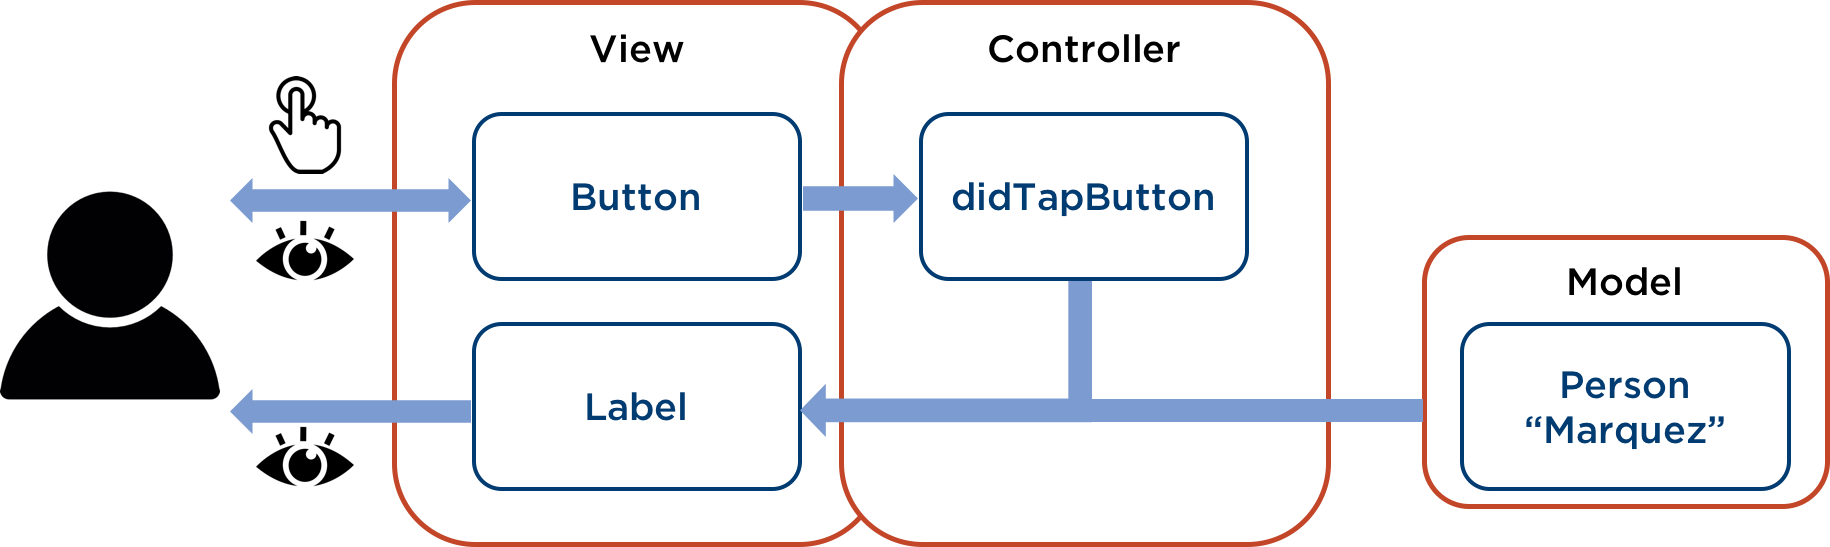 View
Controller
Button
didTapButton
Model
Label
Person
“Marquez”